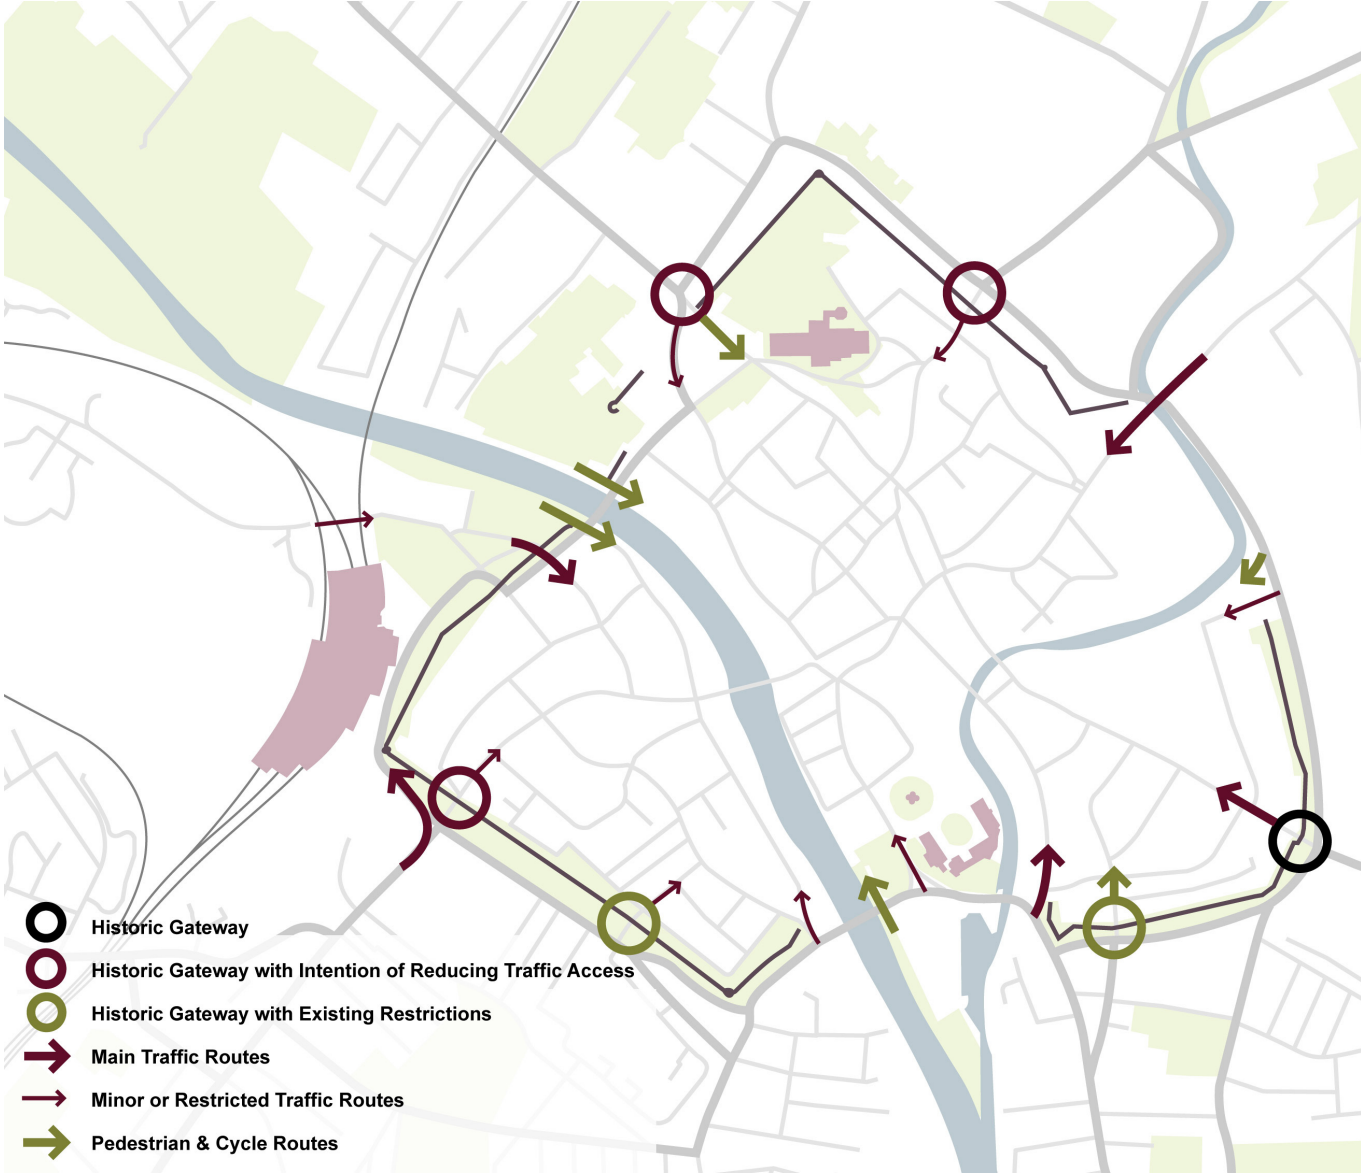 Historic Gateway
Historic Gateway with Intention of Reducing Traffic Access
Historic Gateway with Existing Restrictions
Main Traffic Routes
Minor or Restricted Traffic Routes
Pedestrian & Cycle Routes